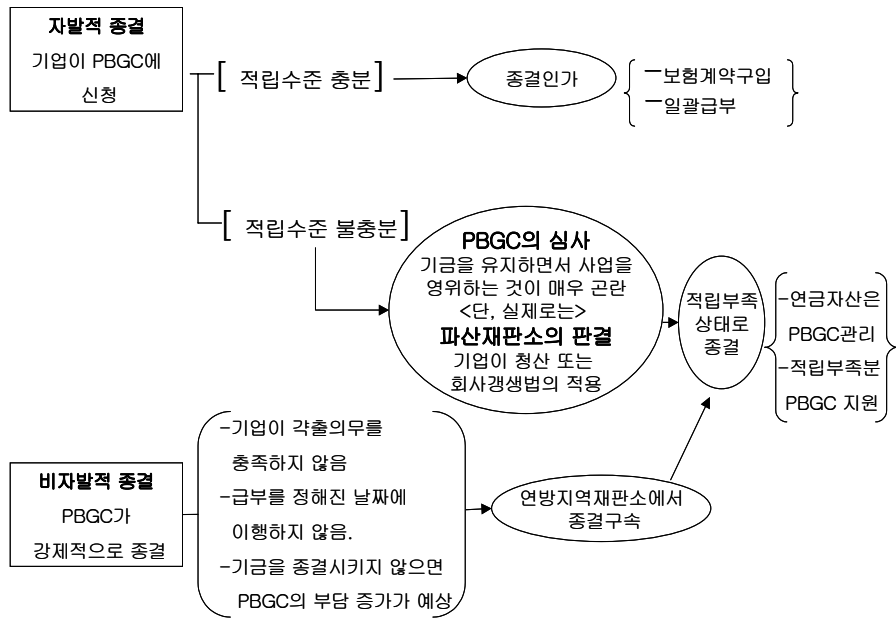 자발적 종결
기업이 PBGC에
신청
[ 적립수준 충분 ]
종결인가
-보험계약구입
-일괄급부
[ 적립수준 불충분 ]
PBGC의 심사
기금을 유지하면서 사업을
영위하는 것이 매우 곤란
<단, 실제로는>
파산재판소의 판결
기업이 청산 또는
회사갱생법의 적용
적립부족
상태로
종결
-연금자산은
PBGC관리
-적립부족분
PBGC 지원
비자발적 종결
PBGC가
강제적으로 종결
-기업이 갹출의무를
충족하지 않음
-급부를 정해진 날짜에
이행하지 않음.
-기금을 종결시키지 않으면
PBGC의 부담 증가가 예상
연방지역재판소에서
종결구속